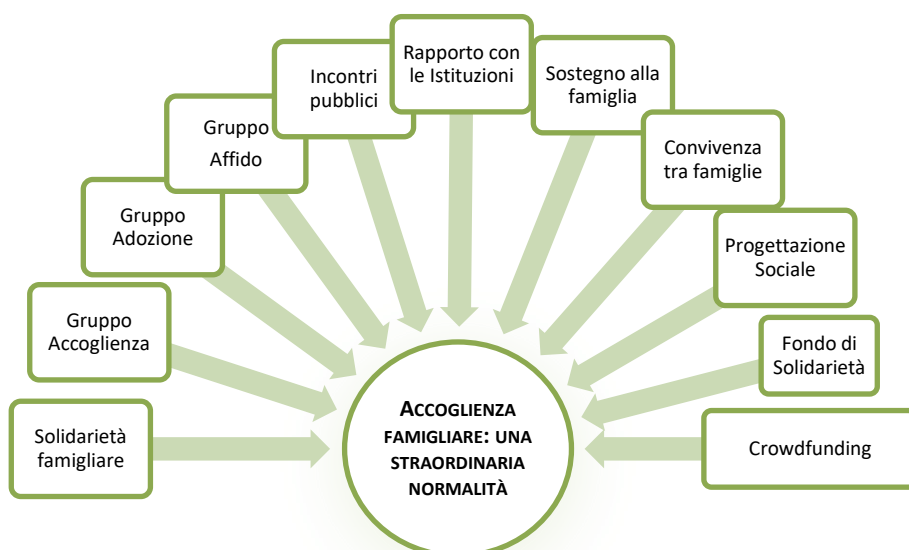 Solidarietà
famigliare
Gruppo
Accoglienza
Gruppo
Adozione
Gruppo
Affido
Incontri
pubblici
Rapporto con
le Istituzioni
Sostegno alla
famiglia
Convivenza
tra famiglie
Progettazione
Sociale
Fondo di
Solidarietà
Crowdfunding
ACCOGLIENZA
FAMIGLIARE: UNA
STRAORDINARIA
NORMALITÀ